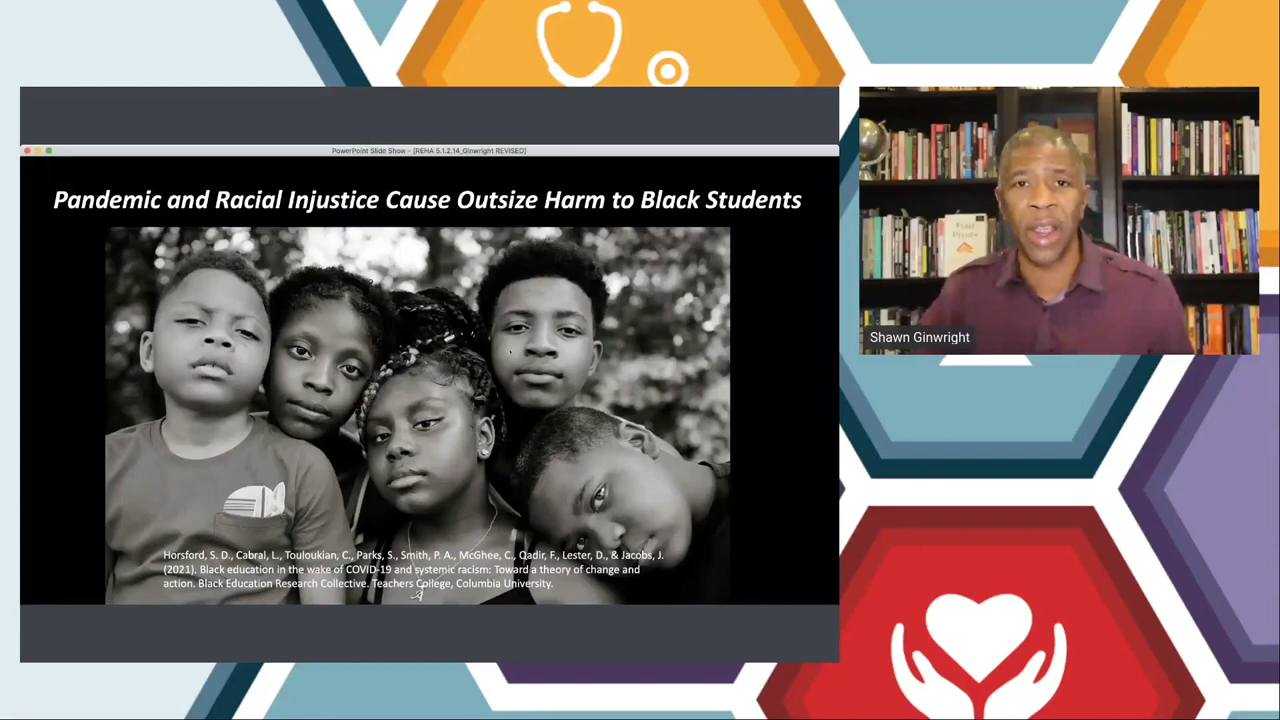 PowerPoint Slide Show - [REHA 5.1.2.14_Ginwright REVISED]
Pandemic and Racial Injustice Cause Outsize Harm to Black Students
Horsford, S. D., Cabral, L., Touloukian, C., Parks, S., Smith, P. A., McGhee, C., Qadir, F., Lester, D., & Jacobs, J.
(2021). Black education in the wake of COVID-19 and systemic racism: Toward a theory of change and
action. Black Education Research Collective. Teachers College, Columbia University.
Four
Pivots
Shawn Ginwright